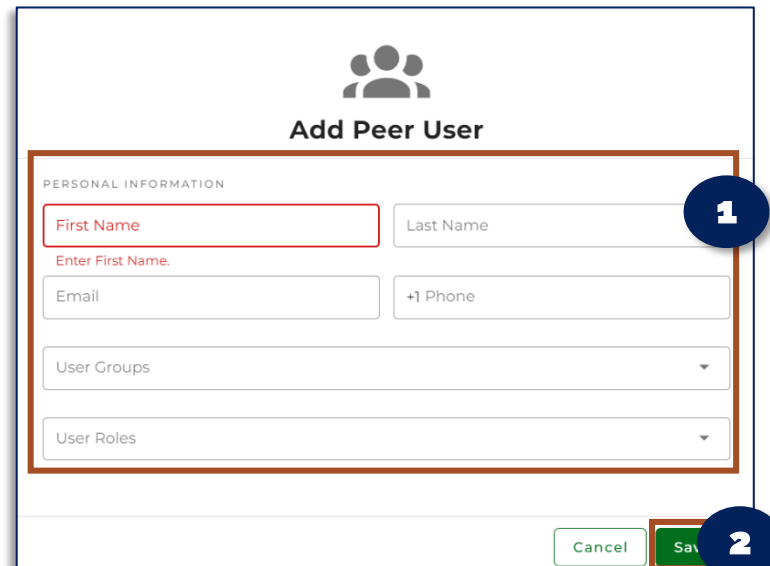 Add Peer User
PERSONAL INFORMATION
1
First Name
Last Name
Enter First Name.
Email
+1 Phone
User Groups
User Roles
Cancel
2